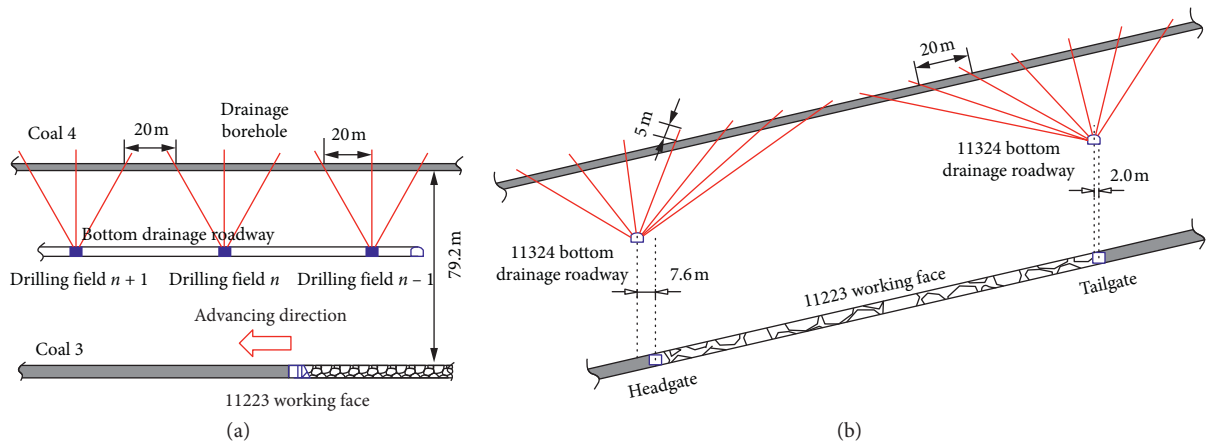 Coal 4
20 m
Drainage
borehole
20 m
Bottom drainage roadway
Drilling field n + 1
Drilling field n
Drilling field n – 1
79.2 m
Advancing direction
Coal 3
11223 working face
(a)
20 m
5 m
11324 bottom
drainage roadway
2.0 m
11324 bottom
drainage roadway
7.6 m
11223 working face
Tailgate
Headgate
(b)